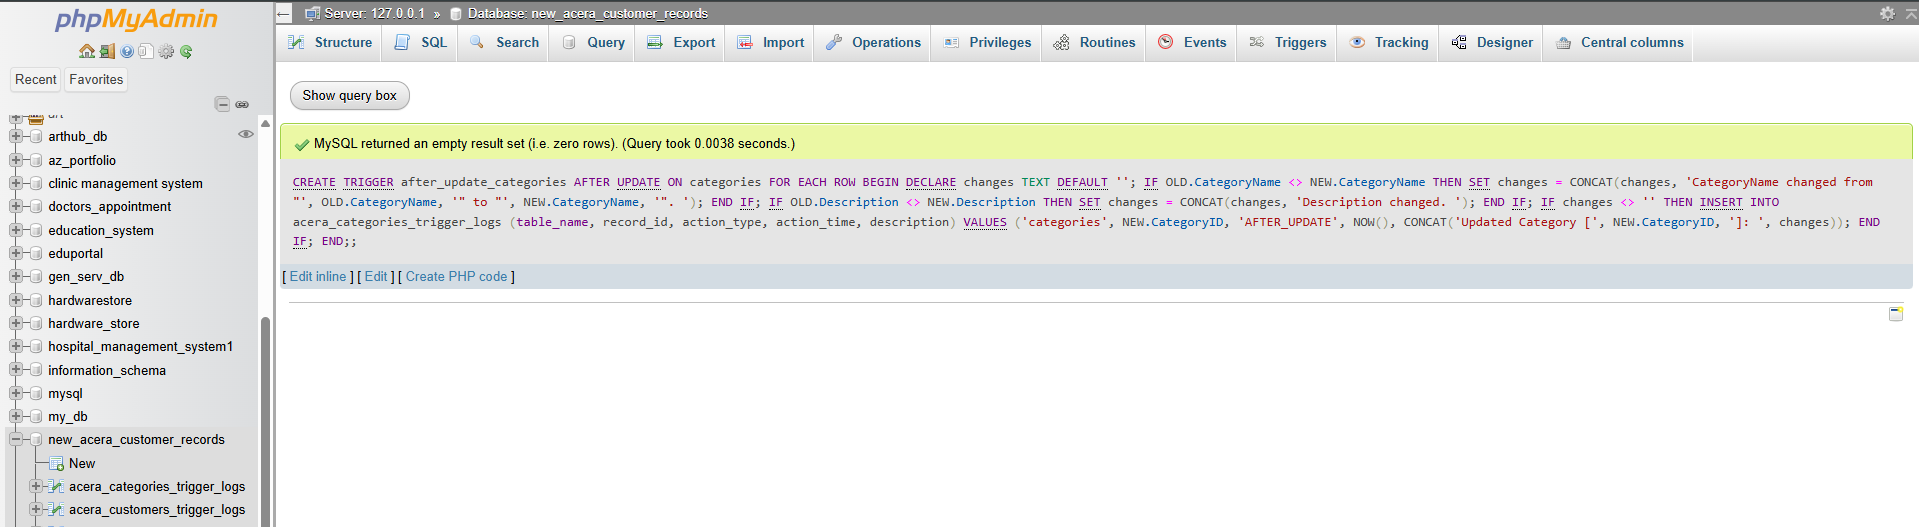 phpMyAdmin
Recent Favorites
arthub_db
az_portfolio
clinic management system
doctors_appointment
education_system
eduportal
gen_serv_db
hardwarestore
hardware_store
hospital_management_system1
information_schema
mysql
my_db
new_acera_customer_records
New
acera_categories_trigger_logs
acera_customers_trigger_logs
Server: 127.0.0.1 » Database: new_acera_customer_records
Structure SQL Search Query Export Import Operations Privileges Routines Events Triggers Tracking Designer Central columns
Show query box
MySQL returned an empty result set (i.e. zero rows). (Query took 0.0038 seconds.)
CREATE TRIGGER after_update_categories AFTER UPDATE ON categories FOR EACH ROW BEGIN DECLARE changes TEXT DEFAULT ''; IF OLD.CategoryName <> NEW.CategoryName THEN SET changes = CONCAT(changes, 'CategoryName changed from
"', OLD.CategoryName, '" to "', NEW.CategoryName, '". '); END IF; IF OLD.Description <> NEW.Description THEN SET changes = CONCAT(changes, 'Description changed. '); END IF; IF changes <> '' THEN INSERT INTO
acera_categories_trigger_logs (table_name, record_id, action_type, action_time, description) VALUES ('categories', NEW.CategoryID, 'AFTER_UPDATE', NOW(), CONCAT('Updated Category [', NEW.CategoryID, ']: ', changes)); END
IF; END;;
[ Edit inline ] [ Edit ] [ Create PHP code ]